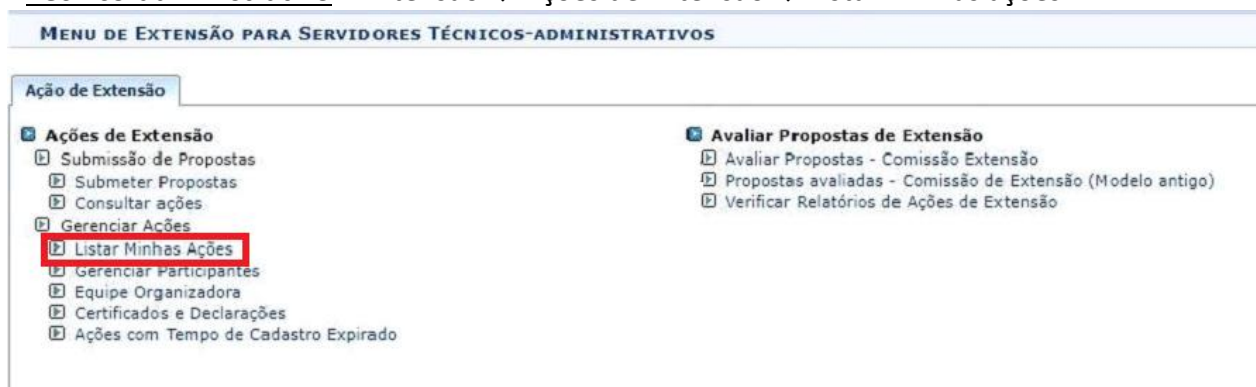 MENU DE EXTENSÃO PARA SERVIDORES TÉCNICOS-ADMINISTRATIVOS
Ação de Extensão
Ações de Extensão
Submissão de Propostas
Submeter Propostas
Consultar ações
Gerenciar Ações
Listar Minhas Ações
Gerenciar Participantes
Equipe Organizadora
Certificados e Declarações
Ações com Tempo de Cadastro Expirado
Avaliar Propostas de Extensão
Avaliar Propostas - Comissão Extensão
Propostas avaliadas - Comissão de Extensão (Modelo antigo)
Verificar Relatórios de Ações de Extensão